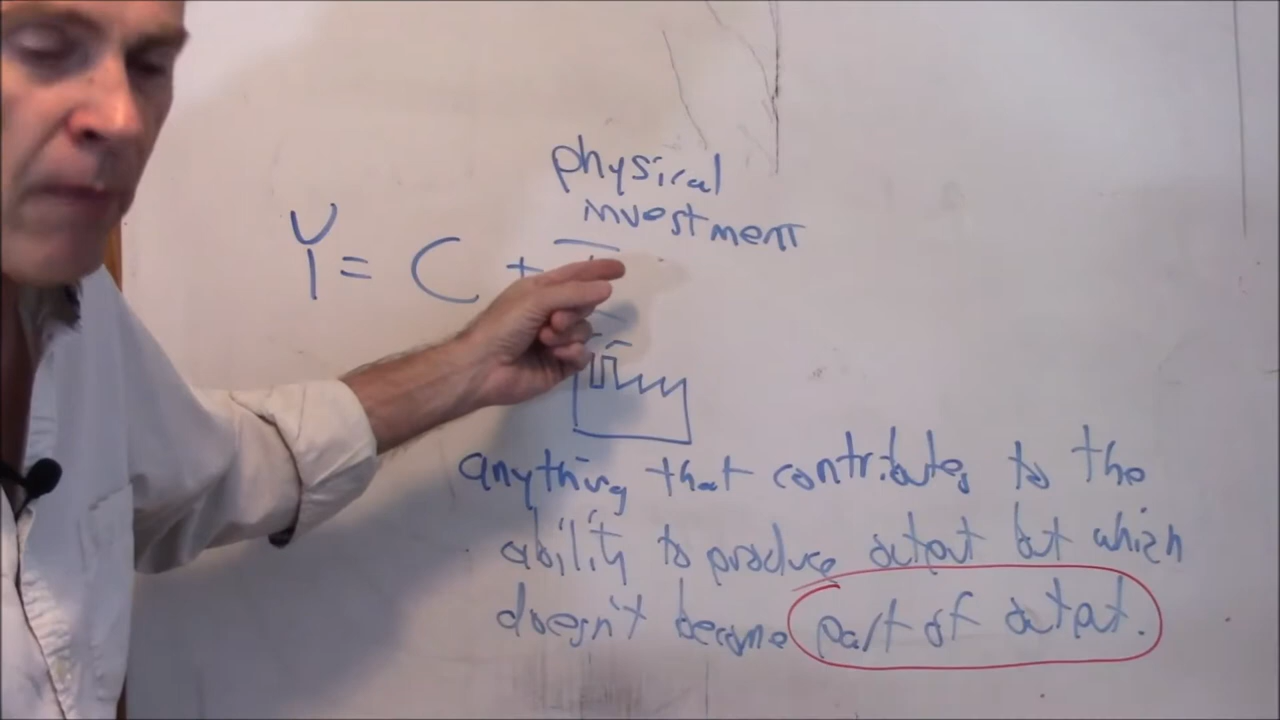 physical
investment
Y = C +
anything that contributes to the
ability to produce output but which
doesn't become part of output.